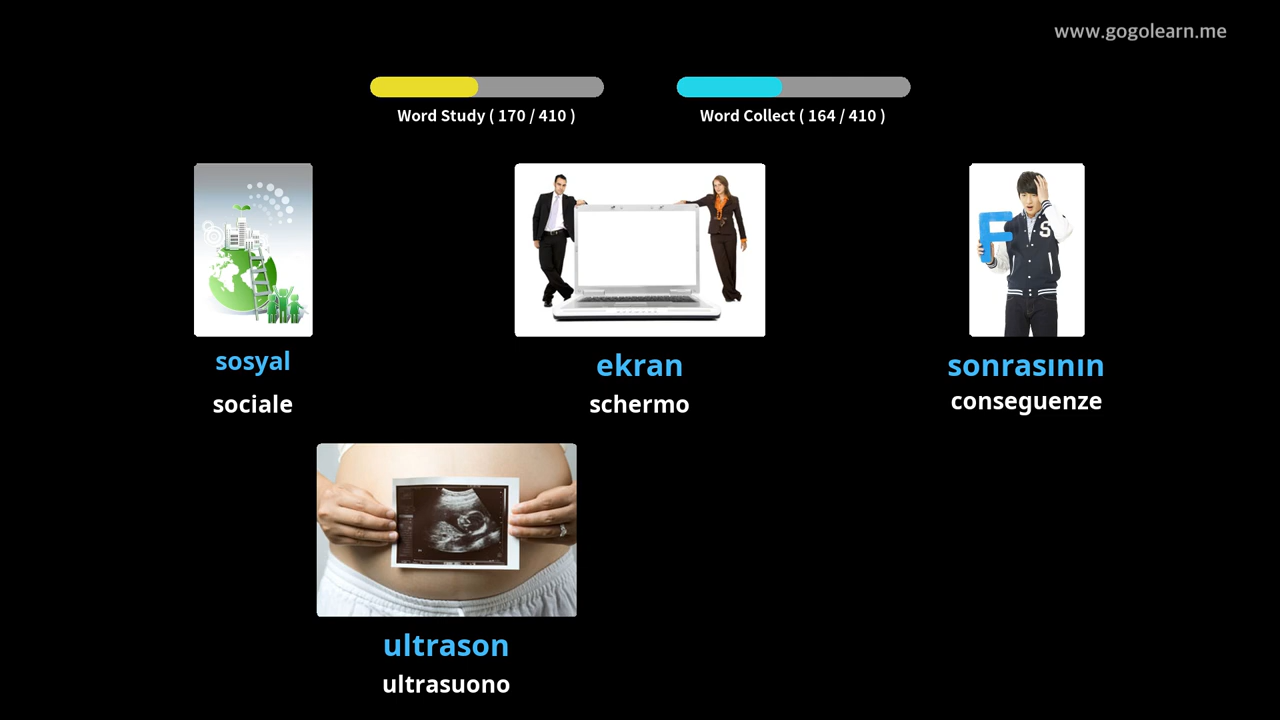 www.gogolearn.me
Word Study ( 170 / 410 )
Word Collect ( 164 / 410 )
sosyal
sociale
ekran
schermo
F
S
sonrasının
conseguenze
ultrason
ultrasuono